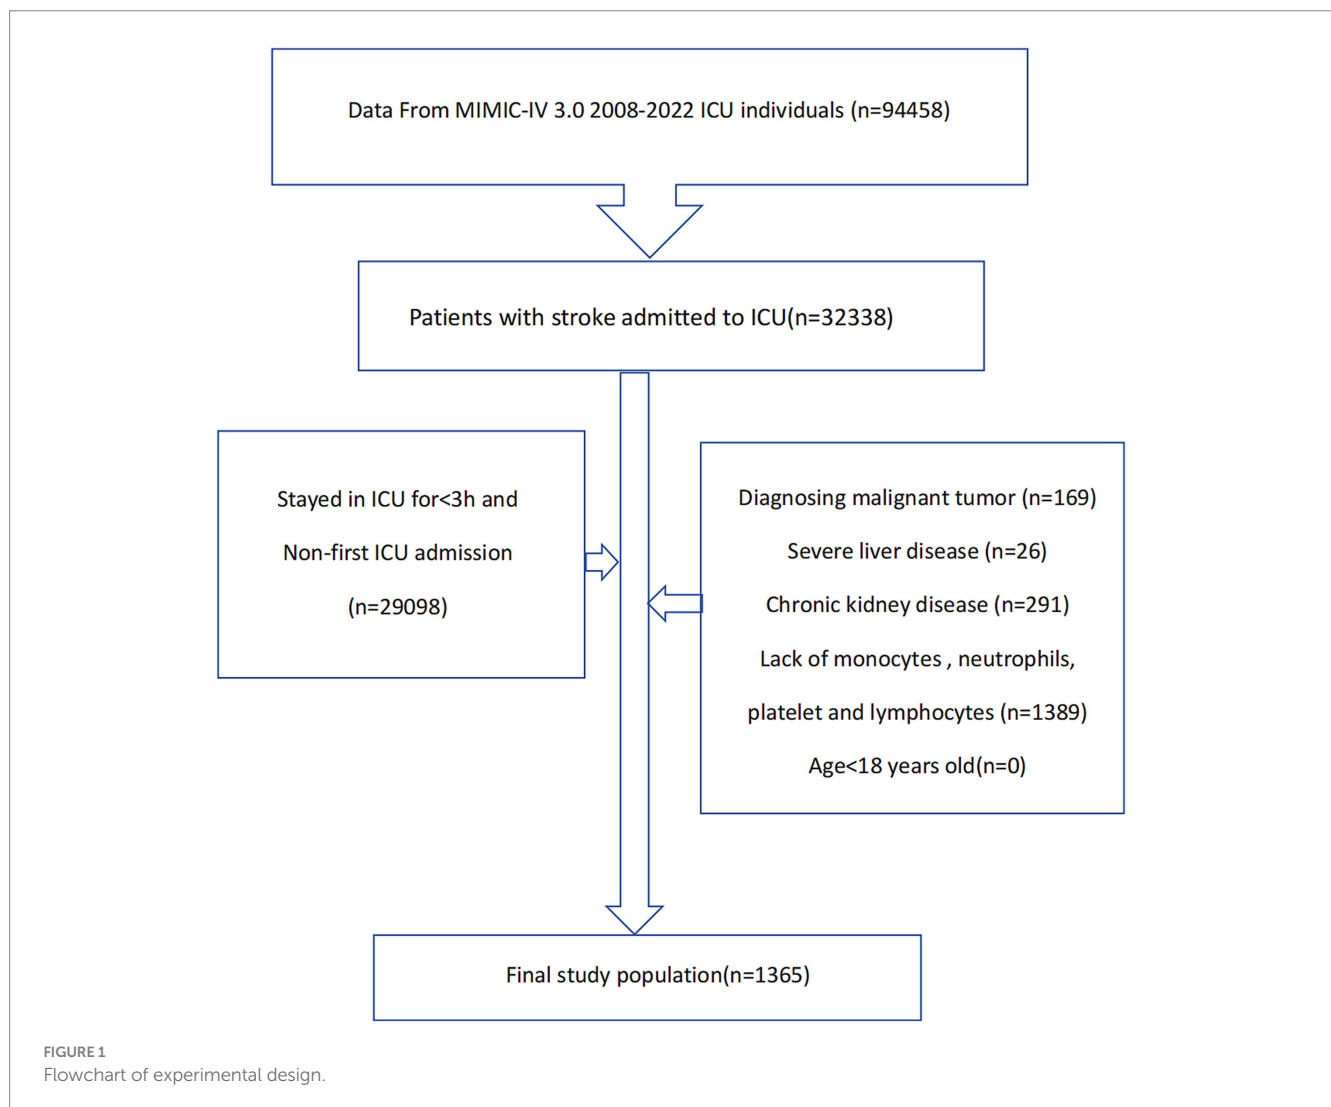 Data From MIMIC-IV 3.0 2008-2022 ICU individuals (n=94458)
Patients with stroke admitted to ICU(n=32338)
Stayed in ICU for<3h and
Non-first ICU admission
(n=29098)
Diagnosing malignant tumor (n=169)
Severe liver disease (n=26)
Chronic kidney disease (n=291)
Lack of monocytes , neutrophils,
platelet and lymphocytes (n=1389)
Age<18 years old(n=0)
Final study population(n=1365)
FIGURE 1
Flowchart of experimental design.